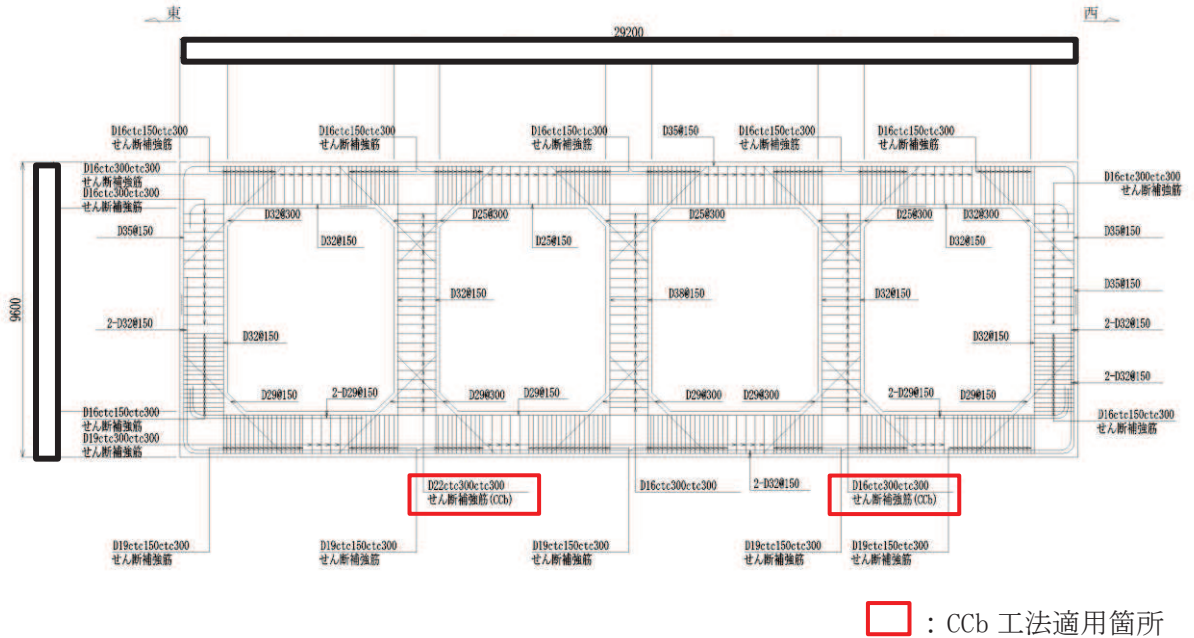 東
西
29200
D16ctc150ctc300
せん断補強筋
D16ctc150ctc300
せん断補強筋
D16ctc150ctc300
せん断補強筋
D35@150
D16ctc150ctc300
せん断補強筋
D16ctc150ctc300
せん断補強筋
D16ctc300ctc300
せん断補強筋
D16ctc300ctc300
せん断補強筋
D16ctc300ctc300
せん断補強筋
D32@300
D25@300
D25@300
D25@300
D32@300
D35@150
D32@150
D25@150
D32@150
D35@150
9600
D32@150
D38@150
D32@150
D35@150
2-D32@150
D32@150
D32@150
2-D32@150
D29@150
2-D29@150
D29@300
D29@150
D29@300
D29@300
2-D29@150
D29@150
2-D32@150
D16ctc150ctc300
せん断補強筋
D19ctc300ctc300
せん断補強筋
D16ctc150ctc300
せん断補強筋
D22ctc300ctc300
せん断補強筋(CCb)
D16ctc300ctc300
2-D32@150
D16ctc300ctc300
せん断補強筋(CCb)
D19ctc150ctc300
せん断補強筋
D19ctc150ctc300
せん断補強筋
D19ctc150ctc300
せん断補強筋
D19ctc150ctc300
せん断補強筋
D19ctc150ctc300
せん断補強筋
：CCb 工法適用箇所